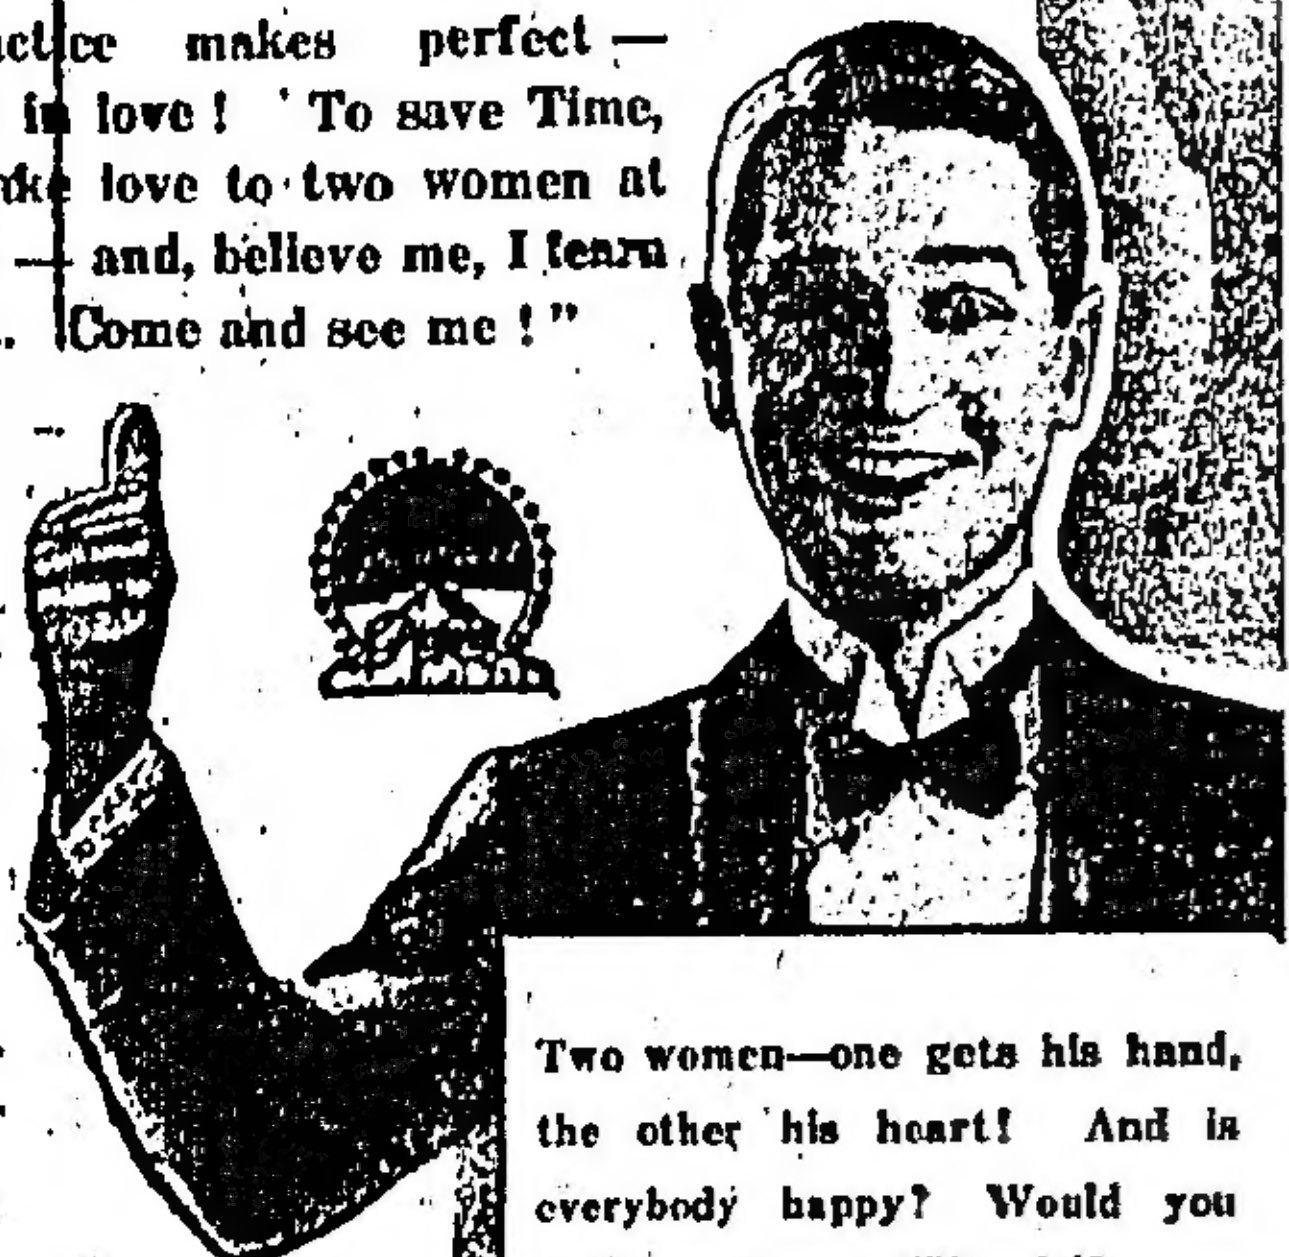 makes perfect —
in love ! ' To save Time,
love to two women at
— and, believe me, I learn
Come and see me ! "
Two women—one gets his hand,
the other his heart! And is
everybody happy? Would you